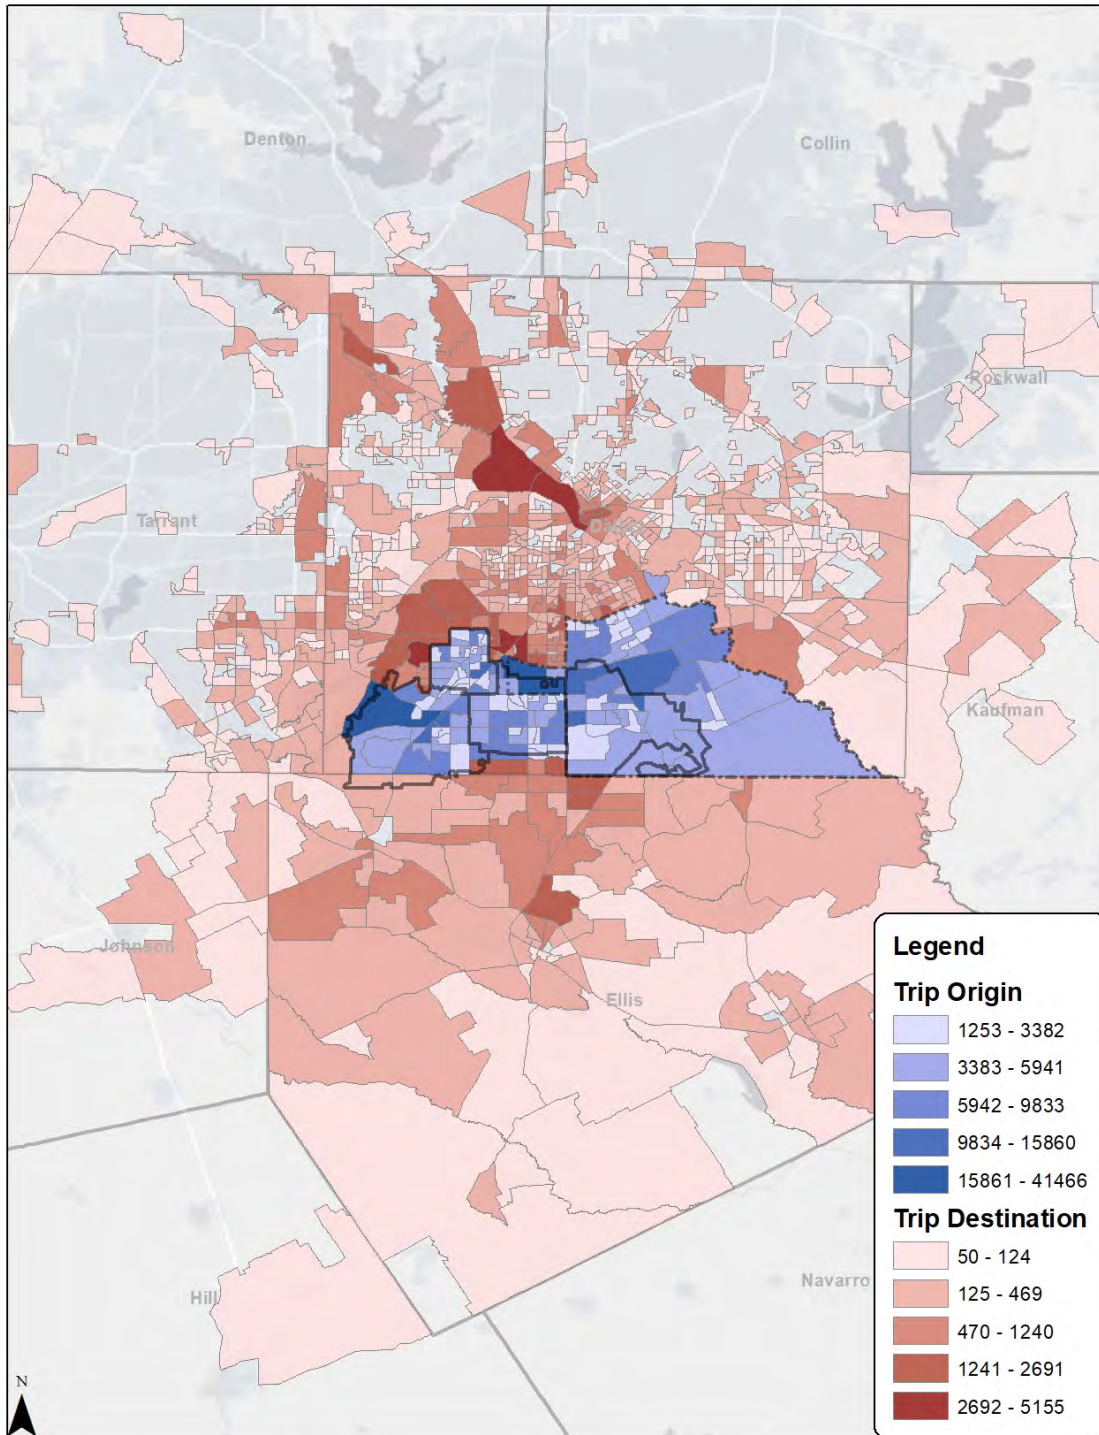 Denton
Collin
Rockwall
Tarrant
Dallas
Kaufman
Johnson
Ellis
Navarro
Hill
N
Legend
Trip Origin
1253 - 3382
3383 - 5941
5942 - 9833
9834 - 15860
15861 - 41466
Trip Destination
50 - 124
125 - 469
470 - 1240
1241 - 2691
2692 - 5155